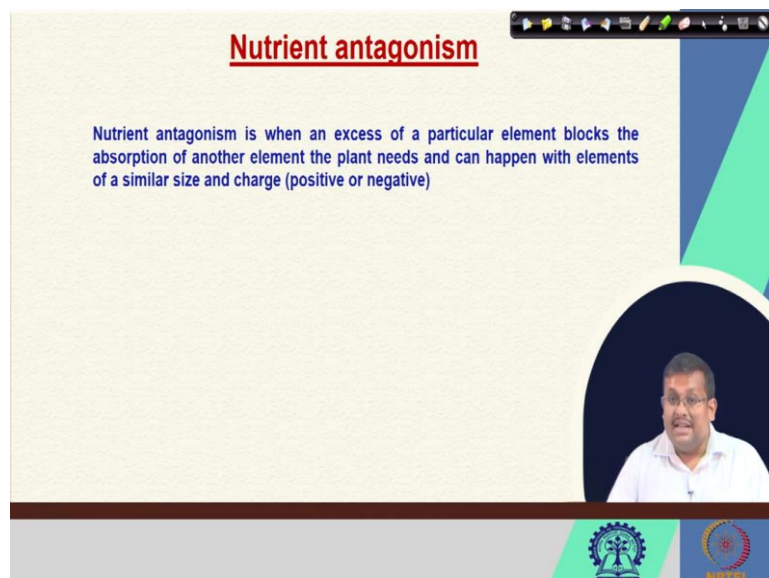 Nutrient antagonism
Nutrient antagonism is when an excess of a particular element blocks the
absorption of another element the plant needs and can happen with elements
of a similar size and charge (positive or negative)
NPTEL